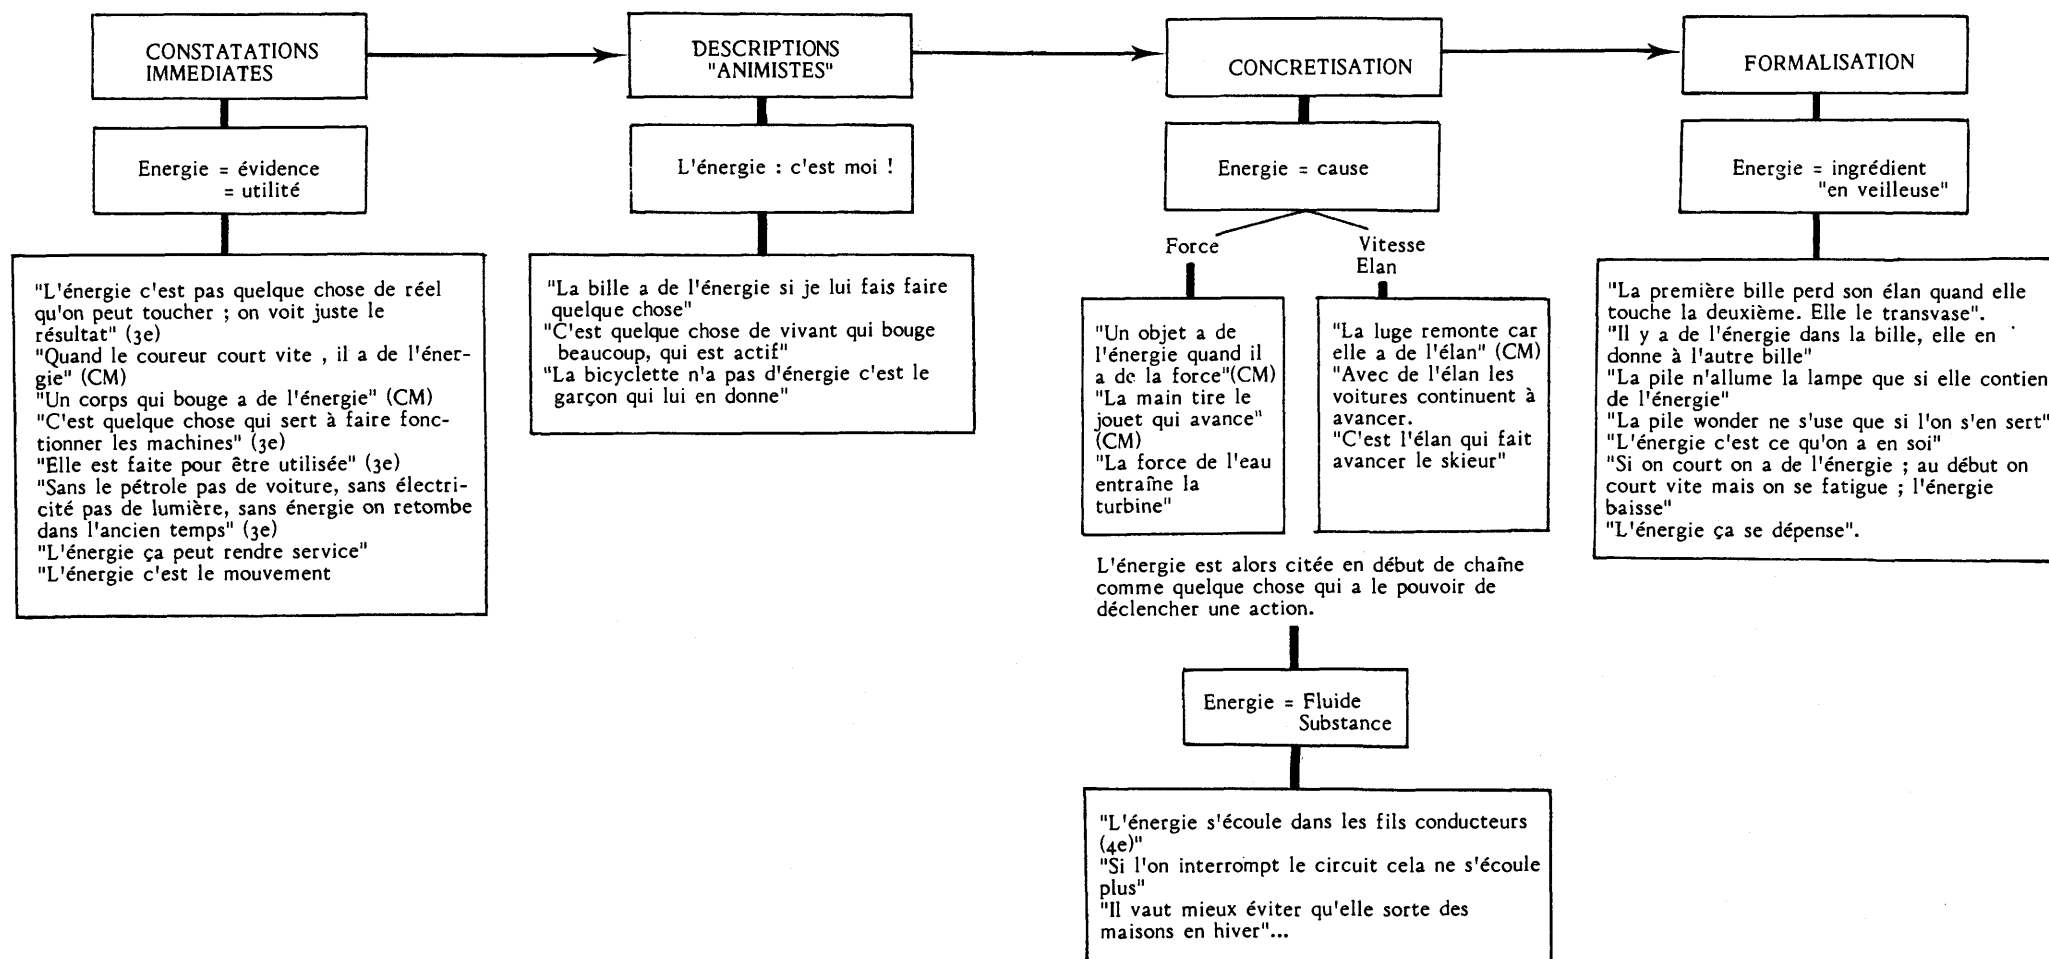 CONSTATATIONS
IMMEDIATES
Energie = évidence
= utilité
"L'énergie c'est pas quelque chose de réel
qu'on peut toucher ; on voit juste le
résultat" (3e)
"Quand le coureur court vite , il a de l'éner-
gie" (CM)
"Un corps qui bouge a de l'énergie" (CM)
"C'est quelque chose qui sert à faire fonc-
tionner les machines" (3e)
"Elle est faite pour être utilisée" (3e)
"Sans le pétrole pas de voiture, sans électri-
cité pas de lumière, sans énergie on retombe
dans l'ancien temps" (3e)
"L'énergie ça peut rendre service"
"L'énergie c'est le mouvement
DESCRIPTIONS
"ANIMISTES"
L'énergie : c'est moi !
"La bille a de l'énergie si je lui fais faire
quelque chose"
"C'est quelque chose de vivant qui bouge
beaucoup, qui est actif"
"La bicyclette n'a pas d'énergie c'est le
garçon qui lui en donne"
CONCRETISATION
Energie = cause
Force
"Un objet a de
l'énergie quand il
a de la force"(CM)
"La main tire le
jouet qui avance"
(CM)
"La force de l'eau
entraîne la
turbine"
Vitesse
Elan
"La luge remonte car
elle a de l'élan" (CM)
"Avec de l'élan les
voitures continuent à
avancer.
"C'est l'élan qui fait
avancer le skieur"
L'énergie est alors citée en début de chaîne
comme quelque chose qui a le pouvoir de
déclencher une action.
Energie = Fluide
Substance
"L'énergie s'écoule dans les fils conducteurs
(4e)"
"Si l'on interrompt le circuit cela ne s'écoule
plus"
"Il vaut mieux éviter qu'elle sorte des
maisons en hiver"...
FORMALISATION
Energie = ingrédient
"en veilleuse"
"La première bille perd son élan quand elle
touche la deuxième. Elle le transvase".
"Il y a de l'énergie dans la bille, elle en
donne à l'autre bille"
"La pile n'allume la lampe que si elle contien
de l'énergie"
"La pile wonder ne s'use que si l'on s'en sert"
"L'énergie c'est ce qu'on a en soi"
"Si on court on a de l'énergie ; au début on
court vite mais on se fatigue ; l'énergie
baisse"
"L'énergie ça se dépense".